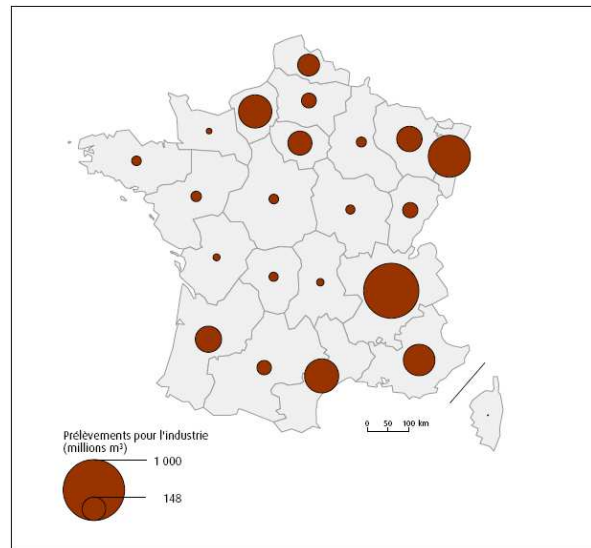 0 50 100 km
Prélèvements pour l'industrie
(millions m³)
1 000
148